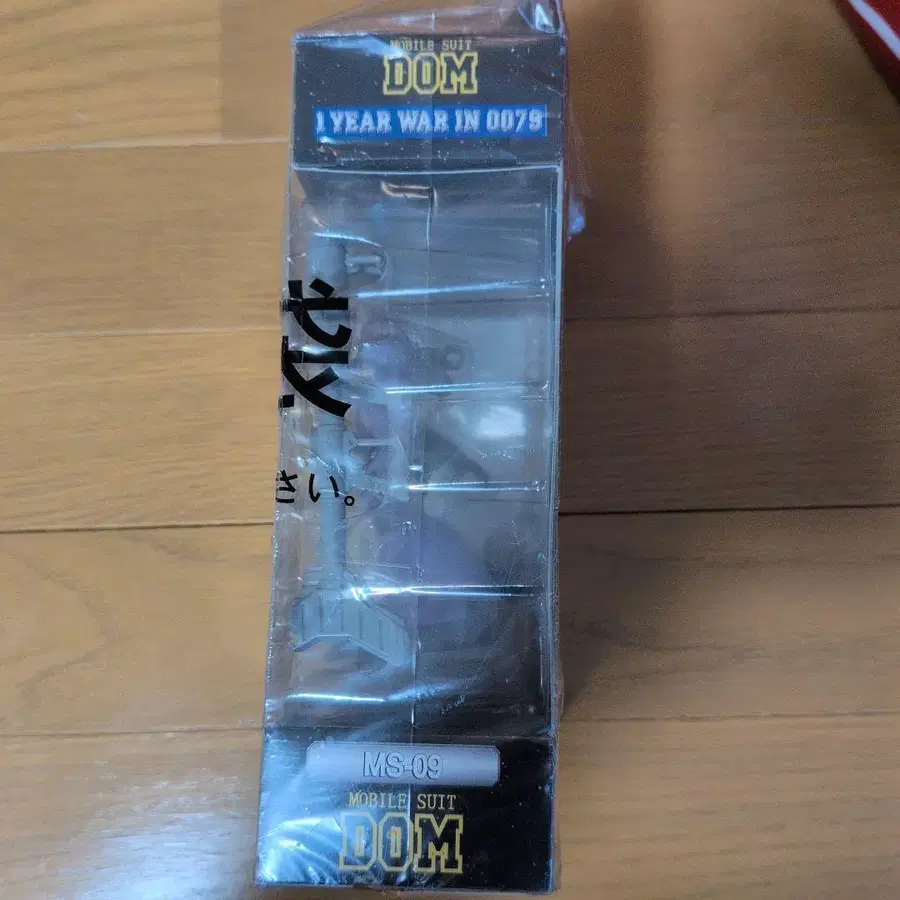 MOBILE SUIT
DOM
1 YEAR WAR IN 0079
さい。
MS-09
MOBILE SUIT
DOM